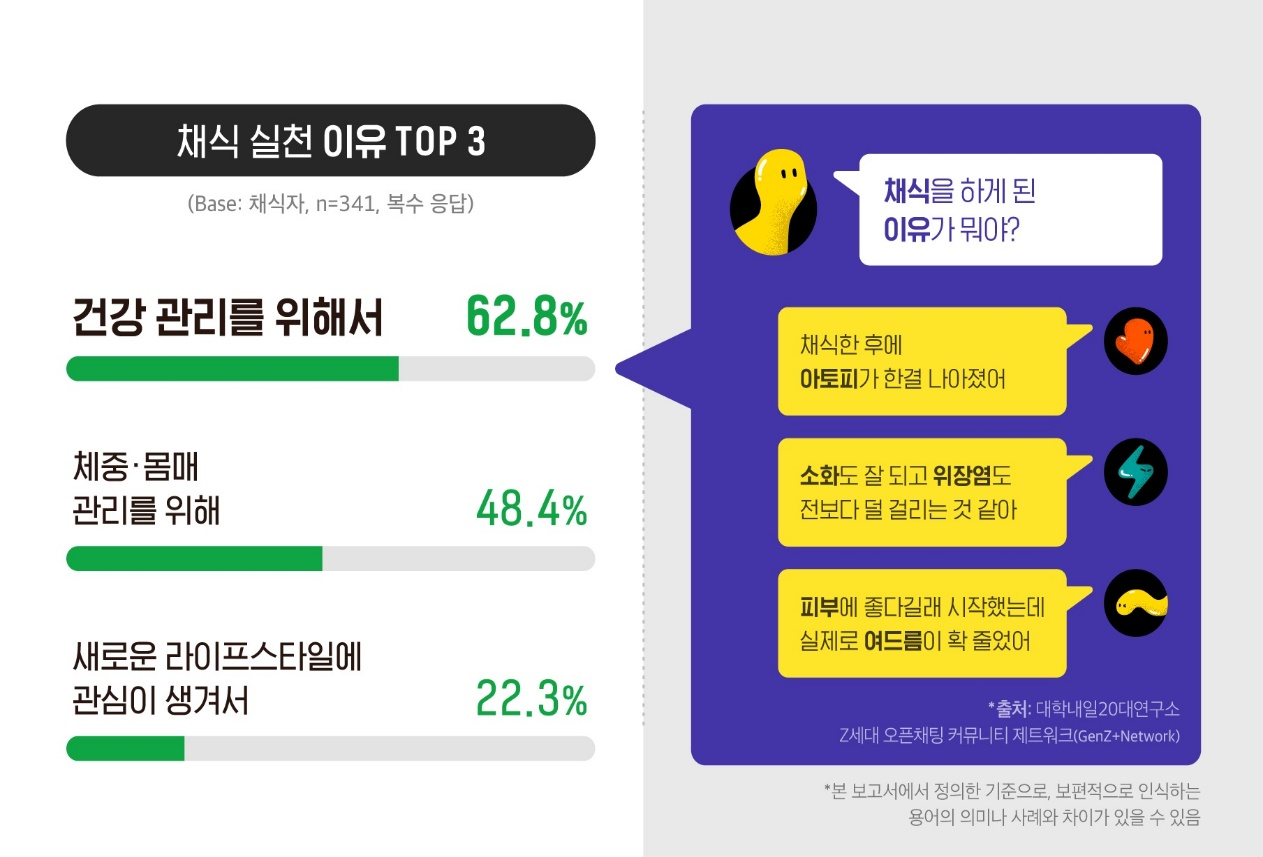 채식 실천 이유 TOP 3
(Base: 채식자, n=341, 복수 응답)
건강 관리를 위해서 62.8%
체중·몸매
관리를 위해 48.4%
새로운 라이프스타일에
관심이 생겨서 22.3%
채식을 하게 된
이유가 뭐야?
채식한 후에
아토피가 한결 나아졌어
소화도 잘 되고 위장염도
전보다 덜 걸리는 것 같아
피부에 좋다길래 시작했는데
실제로 여드름이 확 줄었어
*출처: 대학내일20대연구소
Z세대 오픈채팅 커뮤니티 제트워크(GenZ+Network)
*본 보고서에서 정의한 기준으로, 보편적으로 인식하는
용어의 의미나 사례와 차이가 있을 수 있음